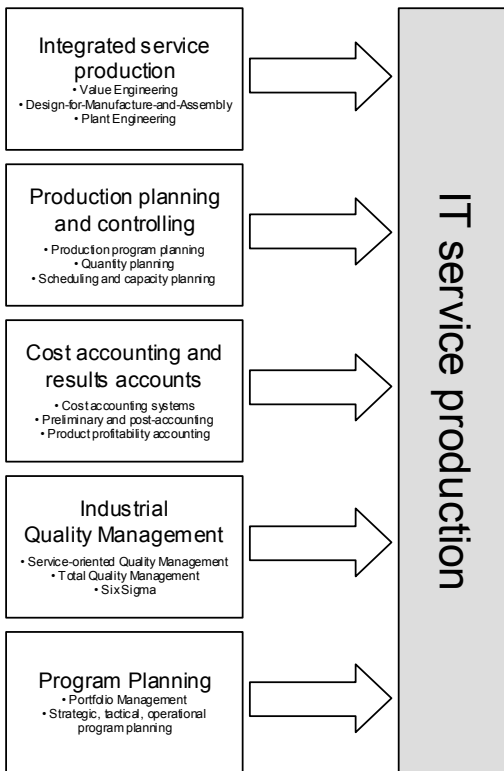 Integrated service
production
• Value Engineering
• Design-for-Manufacture-and-Assembly
• Plant Engineering
Production planning
and controlling
• Production program planning
• Quantity planning
• Scheduling and capacity planning
Cost accounting and
results accounts
• Cost accounting systems
• Preliminary and post-accounting
• Product profitability accounting
Industrial
Quality Management
• Service-oriented Quality Management
• Total Quality Management
• Six Sigma
Program Planning
• Portfolio Management
• Strategic, tactical, operational
program planning
IT service production